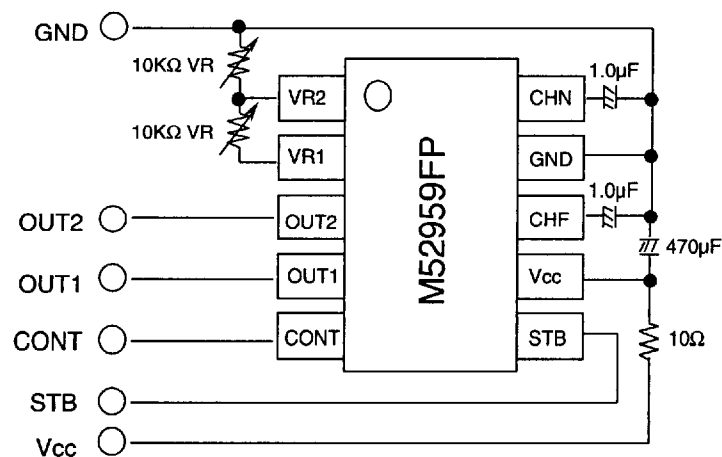 GND
10KΩ VR
10KΩ VR
VR2
VR1
OUT2
OUT2
OUT1
OUT1
CONT
CONT
STB
Vcc
M52959FP
CHN
1.0μF
GND
1.0μF
CHF
470μF
Vcc
STB
10Ω